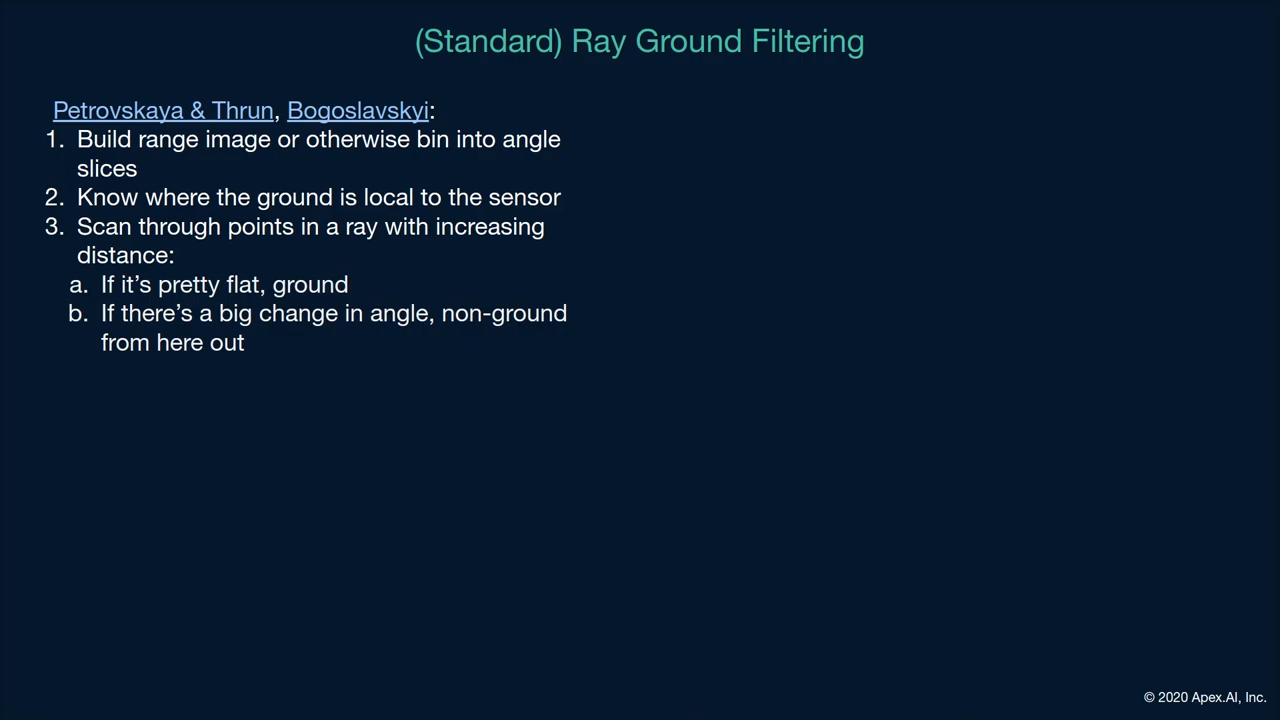 (Standard) Ray Ground Filtering
Petrovskaya & Thrun, Bogoslavskyi:
1. Build range image or otherwise bin into angle
slices
2. Know where the ground is local to the sensor
3. Scan through points in a ray with increasing
distance:
a. If it’s pretty flat, ground
b. If there’s a big change in angle, non-ground
from here out
© 2020 Apex.AI, Inc.